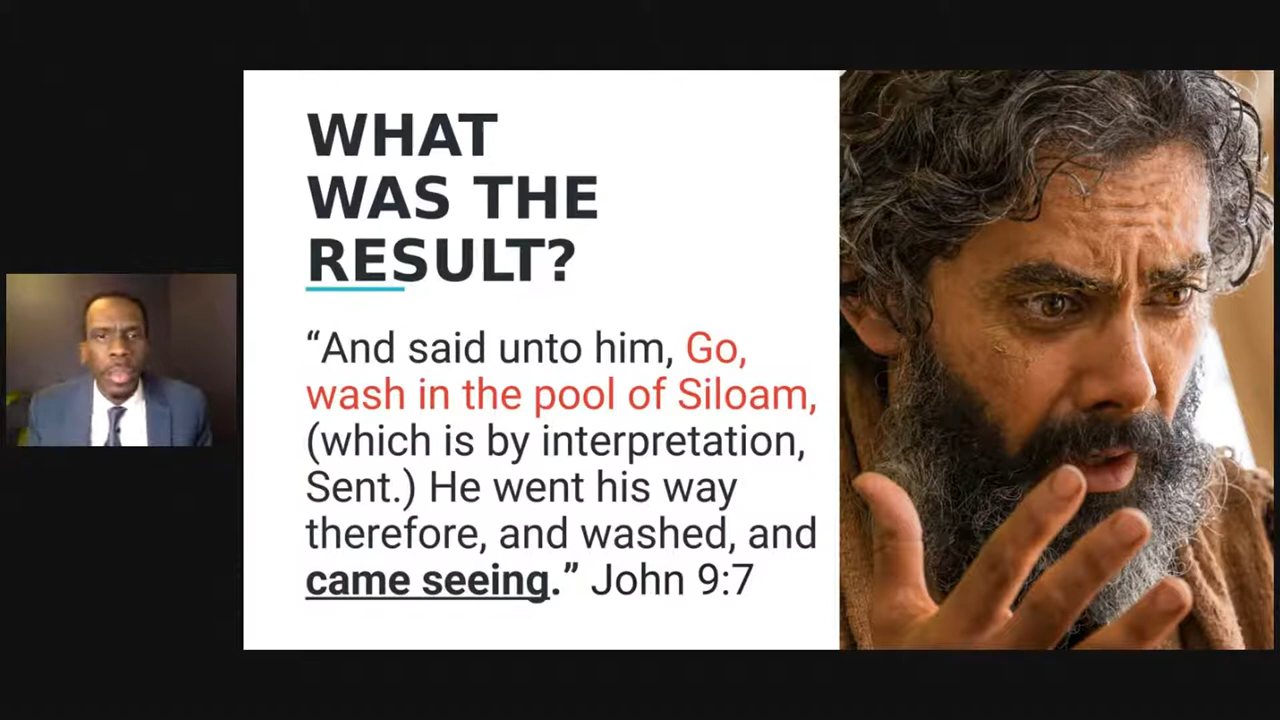 WHAT
WAS THE
RESULT?
“And said unto him, Go,
wash in the pool of Siloam,
(which is by interpretation,
Sent.) He went his way
therefore, and washed, and
came seeing.” John 9:7